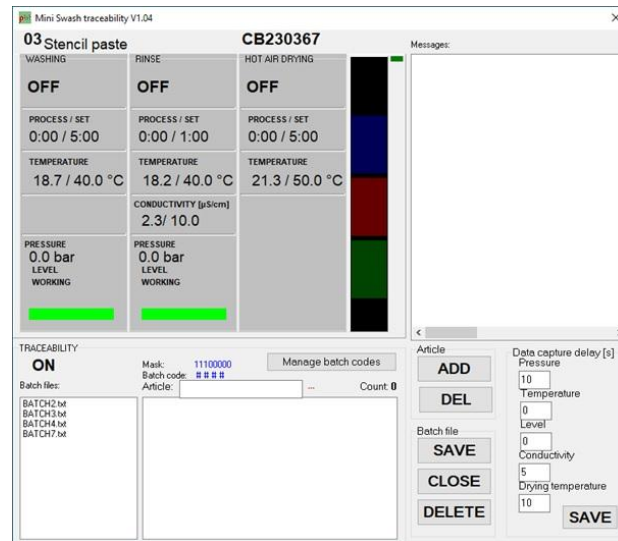 pbt Mini Swash traceability V1.04
03 Stencil paste
CB230367
Messages:
WASHING
RINSE
HOT AIR DRYING
OFF
OFF
OFF
PROCESS / SET
PROCESS / SET
PROCESS / SET
0:00 / 5:00
0:00 / 1:00
0:00 / 5:00
TEMPERATURE
TEMPERATURE
TEMPERATURE
18.7 / 40.0 °C
18.2 / 40.0 °C
21.3 / 50.0 °C
CONDUCTIVITY [µS/cm]
2.3/ 10.0
PRESSURE
PRESSURE
0.0 bar
0.0 bar
LEVEL
LEVEL
WORKING
WORKING
TRACEABILITY
ON
Mask: 11100000
Manage batch codes
Batch code: # # # #
Batch files:
Article:
...
Count: 0
BATCH2.txt
BATCH3.txt
BATCH4.txt
BATCH7.txt
Article
ADD
DEL
Batch file
SAVE
CLOSE
DELETE
Data capture delay [s]
Pressure
10
Temperature
0
Level
0
Conductivity
5
Drying temperature
10
SAVE